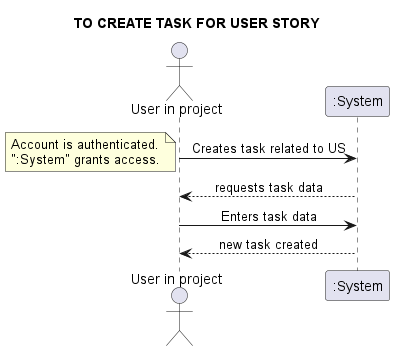 TO CREATE TASK FOR USER STORY
User in project
:System
Account is authenticated.
":System" grants access.
Creates task related to US
requests task data
Enters task data
new task created
User in project
:System